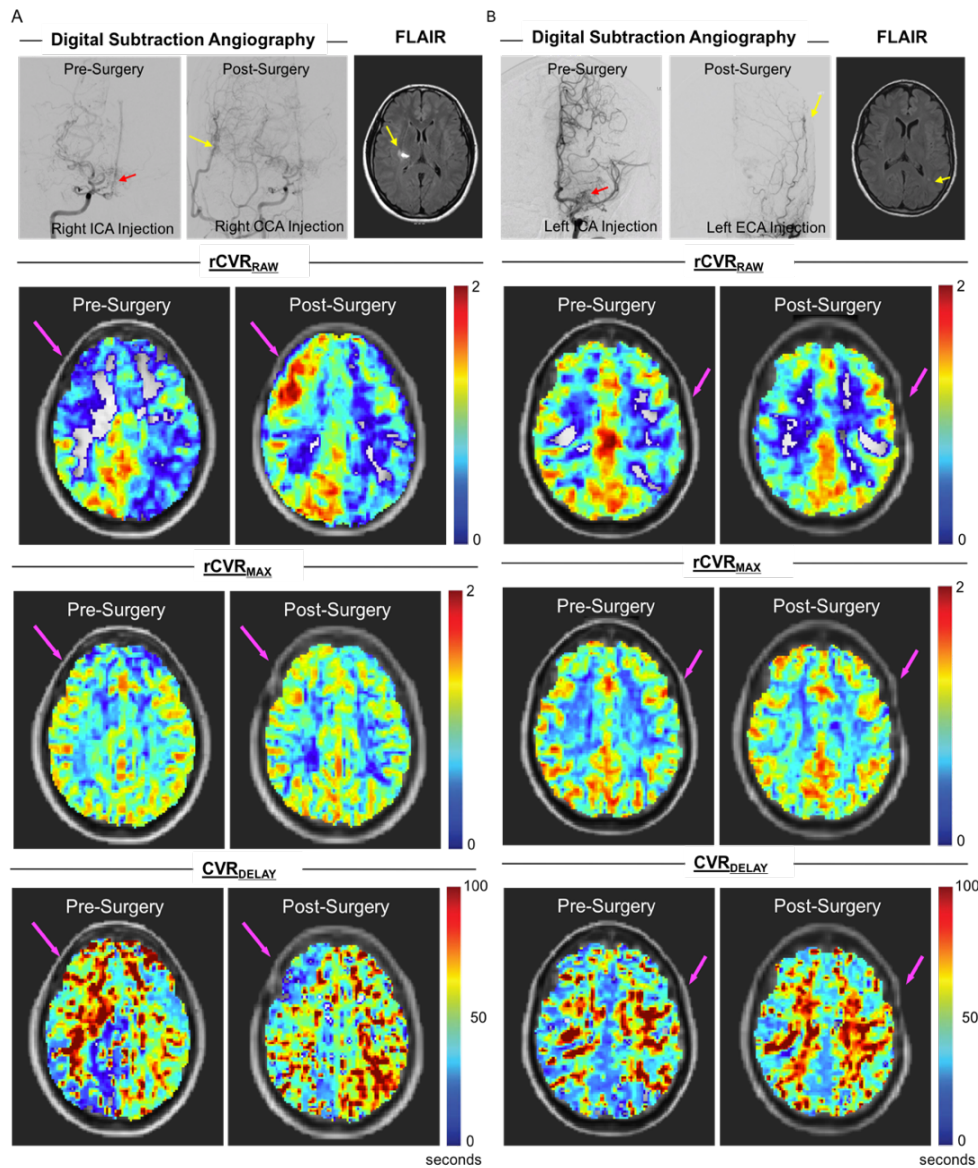 A
Digital Subtraction Angiography
FLAIR
Pre-Surgery
Post-Surgery
Right ICA Injection
Right CCA Injection
rCVRRAW
Pre-Surgery
Post-Surgery
2
0
rCVRMAX
Pre-Surgery
Post-Surgery
2
0
CVRDELAY
Pre-Surgery
Post-Surgery
100
50
0
seconds
B
Digital Subtraction Angiography
FLAIR
Pre-Surgery
Post-Surgery
Left ICA Injection
Left ECA Injection
rCVRRAW
Pre-Surgery
Post-Surgery
2
0
rCVRMAX
Pre-Surgery
Post-Surgery
2
0
CVRDELAY
Pre-Surgery
Post-Surgery
100
50
0
seconds